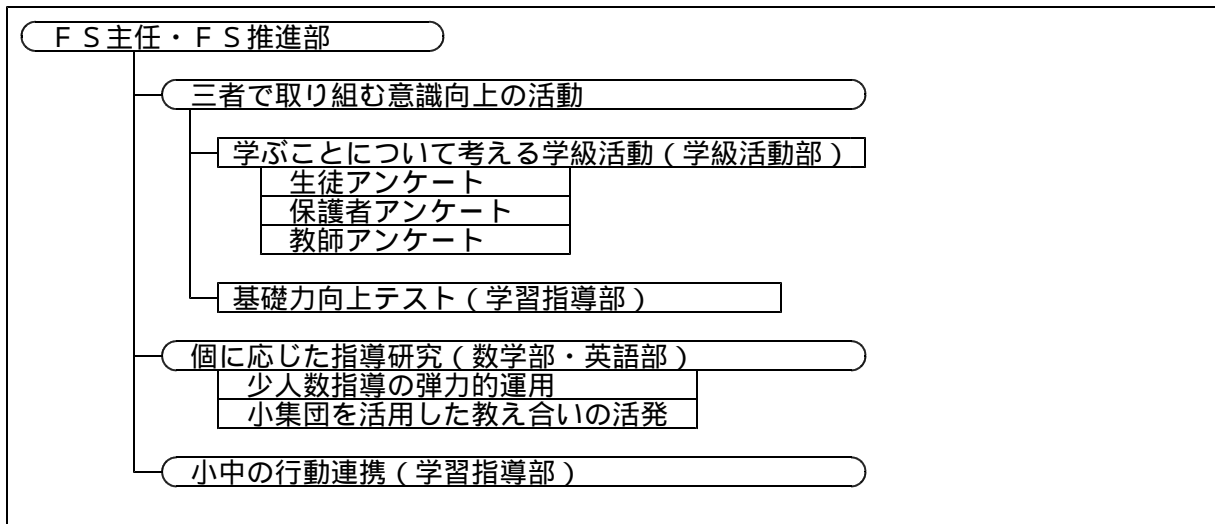 ＦＳ主任・ＦＳ推進部
三者で取り組む意識向上の活動
学ぶことについて考える学級活動（学級活動部）
生徒アンケート
保護者アンケート
教師アンケート
基礎力向上テスト（学習指導部）
個に応じた指導研究（数学部・英語部）
少人数指導の弾力的運用
小集団を活用した教え合いの活発
小中の行動連携（学習指導部）